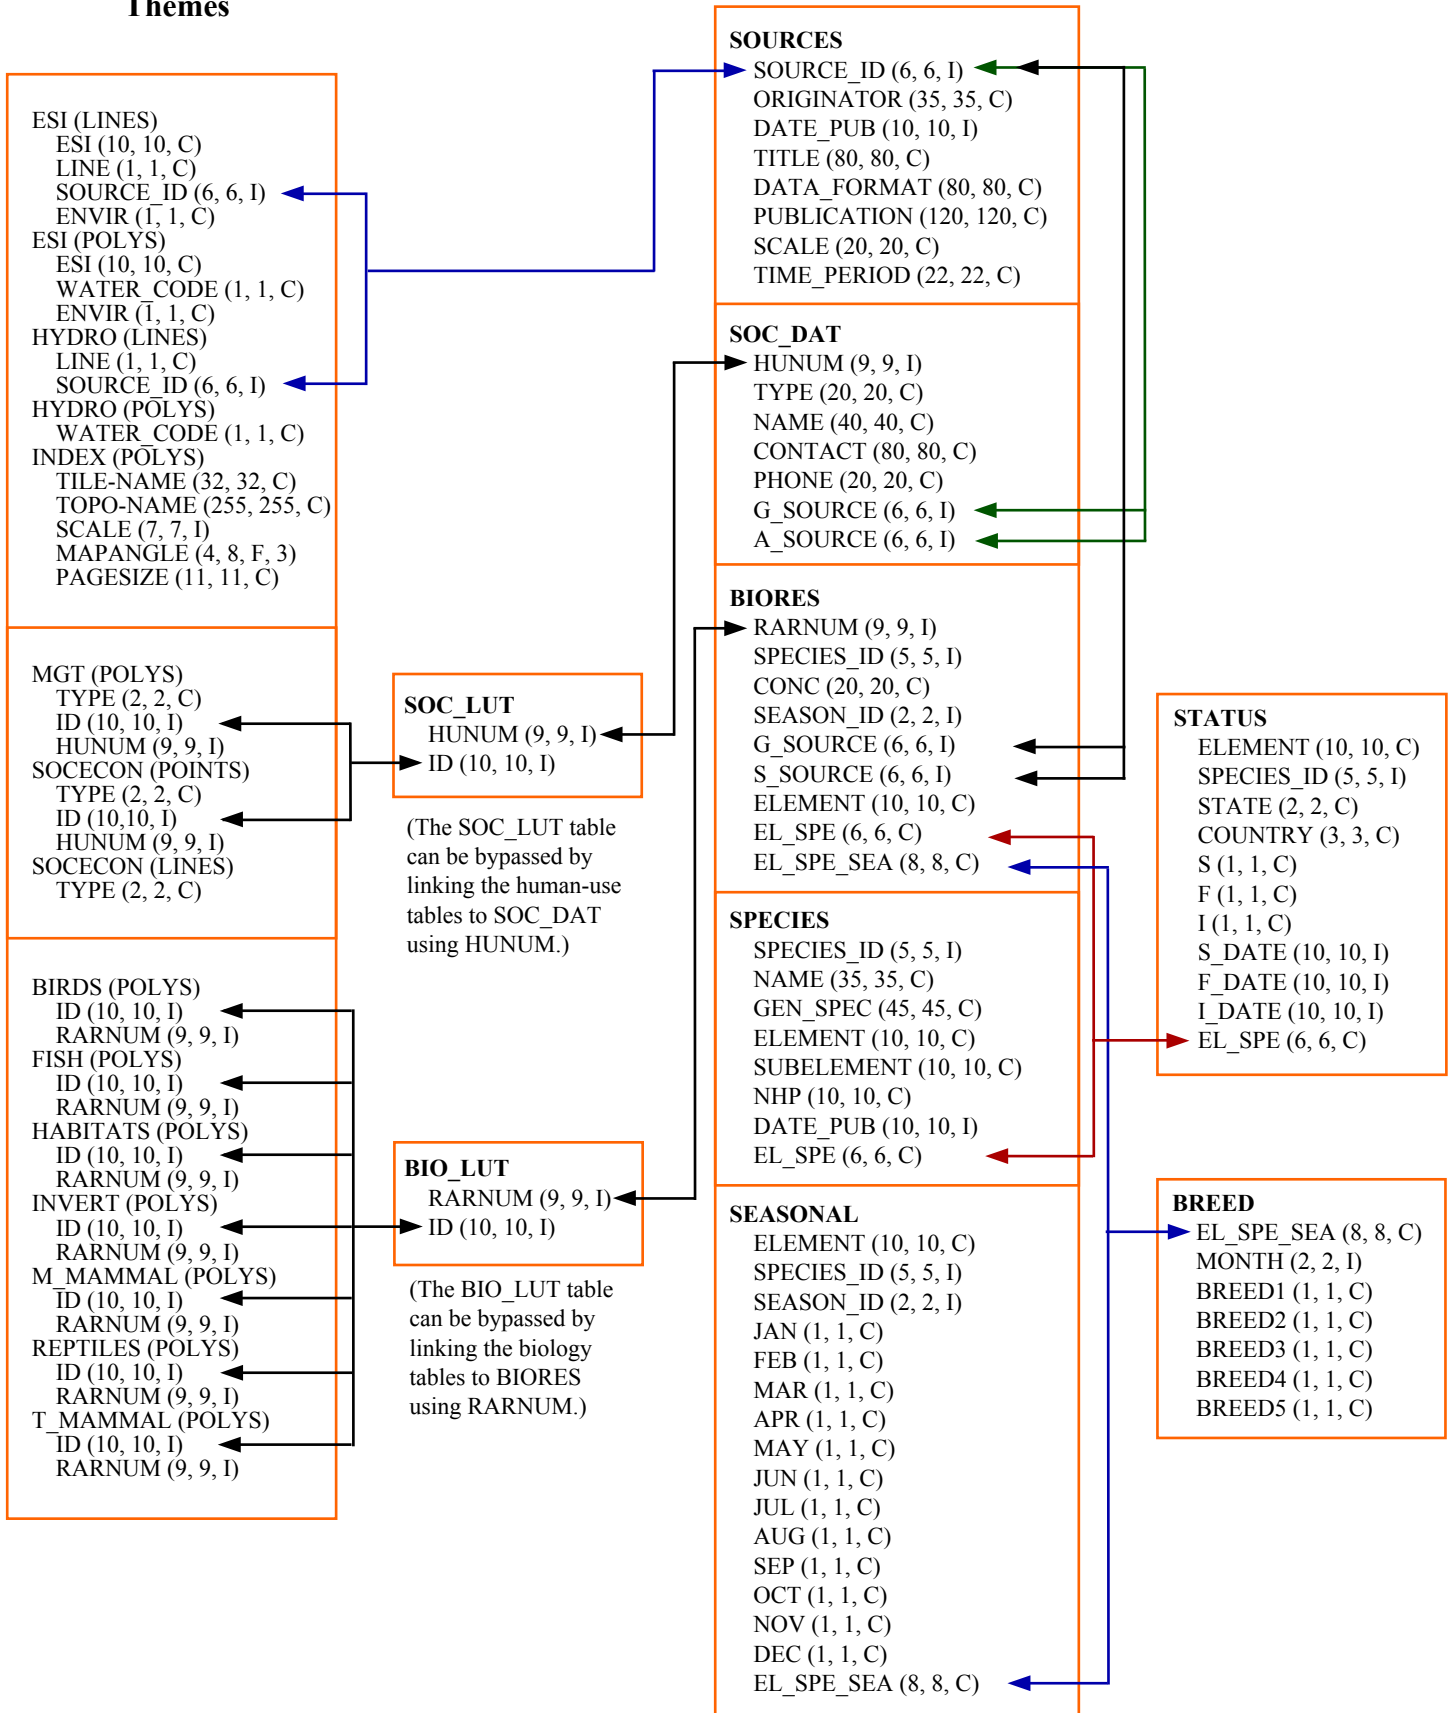 Themes
ESI (LINES)
ESI (10, 10, C)
LINE (1, 1, C)
SOURCE_ID (6, 6, I)
ENVIR (1, 1, C)
ESI (POLYS)
ESI (10, 10, C)
WATER_CODE (1, 1, C)
ENVIR (1, 1, C)
HYDRO (LINES)
LINE (1, 1, C)
SOURCE_ID (6, 6, I)
HYDRO (POLYS)
WATER_CODE (1, 1, C)
INDEX (POLYS)
TILE-NAME (32, 32, C)
TOPO-NAME (255, 255, C)
SCALE (7, 7, I)
MAPANGLE (4, 8, F, 3)
PAGESIZE (11, 11, C)
MGT (POLYS)
TYPE (2, 2, C)
ID (10, 10, I)
HUNUM (9, 9, I)
SOCECON (POINTS)
TYPE (2, 2, C)
ID (10,10, I)
HUNUM (9, 9, I)
SOCECON (LINES)
TYPE (2, 2, C)
BIRDS (POLYS)
ID (10, 10, I)
RARNUM (9, 9, I)
FISH (POLYS)
ID (10, 10, I)
RARNUM (9, 9, I)
HABITATS (POLYS)
ID (10, 10, I)
RARNUM (9, 9, I)
INVERT (POLYS)
ID (10, 10, I)
RARNUM (9, 9, I)
M_MAMMAL (POLYS)
ID (10, 10, I)
RARNUM (9, 9, I)
REPTILES (POLYS)
ID (10, 10, I)
RARNUM (9, 9, I)
T_MAMMAL (POLYS)
ID (10, 10, I)
RARNUM (9, 9, I)
SOC_LUT
HUNUM (9, 9, I)
ID (10, 10, I)
(The SOC_LUT table
can be bypassed by
linking the human-use
tables to SOC_DAT
using HUNUM.)
BIO_LUT
RARNUM (9, 9, I)
ID (10, 10, I)
(The BIO_LUT table
can be bypassed by
linking the biology
tables to BIORES
using RARNUM.)
SOURCES
SOURCE_ID (6, 6, I)
ORIGINATOR (35, 35, C)
DATE_PUB (10, 10, I)
TITLE (80, 80, C)
DATA_FORMAT (80, 80, C)
PUBLICATION (120, 120, C)
SCALE (20, 20, C)
TIME_PERIOD (22, 22, C)
SOC_DAT
HUNUM (9, 9, I)
TYPE (20, 20, C)
NAME (40, 40, C)
CONTACT (80, 80, C)
PHONE (20, 20, C)
G_SOURCE (6, 6, I)
A_SOURCE (6, 6, I)
BIORES
RARNUM (9, 9, I)
SPECIES_ID (5, 5, I)
CONC (20, 20, C)
SEASON_ID (2, 2, I)
G_SOURCE (6, 6, I)
S_SOURCE (6, 6, I)
ELEMENT (10, 10, C)
EL_SPE (6, 6, C)
EL_SPE_SEA (8, 8, C)
SPECIES
SPECIES_ID (5, 5, I)
NAME (35, 35, C)
GEN_SPEC (45, 45, C)
ELEMENT (10, 10, C)
SUBELEMENT (10, 10, C)
NHP (10, 10, C)
DATE_PUB (10, 10, I)
EL_SPE (6, 6, C)
SEASONAL
ELEMENT (10, 10, C)
SPECIES_ID (5, 5, I)
SEASON_ID (2, 2, I)
JAN (1, 1, C)
FEB (1, 1, C)
MAR (1, 1, C)
APR (1, 1, C)
MAY (1, 1, C)
JUN (1, 1, C)
JUL (1, 1, C)
AUG (1, 1, C)
SEP (1, 1, C)
OCT (1, 1, C)
NOV (1, 1, C)
DEC (1, 1, C)
EL_SPE_SEA (8, 8, C)
STATUS
ELEMENT (10, 10, C)
SPECIES_ID (5, 5, I)
STATE (2, 2, C)
COUNTRY (3, 3, C)
S (1, 1, C)
F (1, 1, C)
I (1, 1, C)
S_DATE (10, 10, I)
F_DATE (10, 10, I)
I_DATE (10, 10, I)
EL_SPE (6, 6, C)
BREED
EL_SPE_SEA (8, 8, C)
MONTH (2, 2, I)
BREED1 (1, 1, C)
BREED2 (1, 1, C)
BREED3 (1, 1, C)
BREED4 (1, 1, C)
BREED5 (1, 1, C)